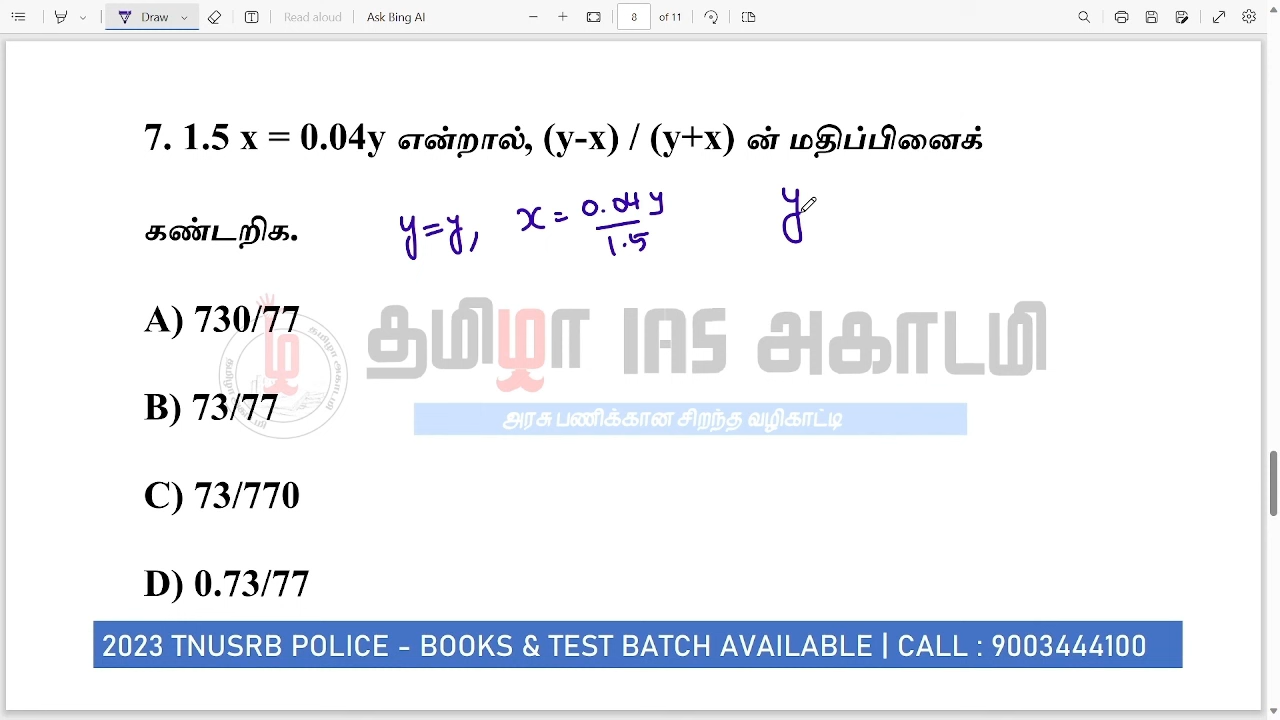 Draw
Read aloud
Ask Bing AI
8 of 11
7. 1.5 x = 0.04y என்றால், (y-x) / (y+x) ன் மதிப்பினைக்
கண்டறிக.
y = y, x = 0.04y / 1.5
y
A) 730/77
தமிழா IAS அகாடமி
B) 73/77
அரசு பணிக்கான சிறந்த வழிகாட்டி
C) 73/770
D) 0.73/77
2023 TNUSRB POLICE - BOOKS & TEST BATCH AVAILABLE | CALL : 9003444100